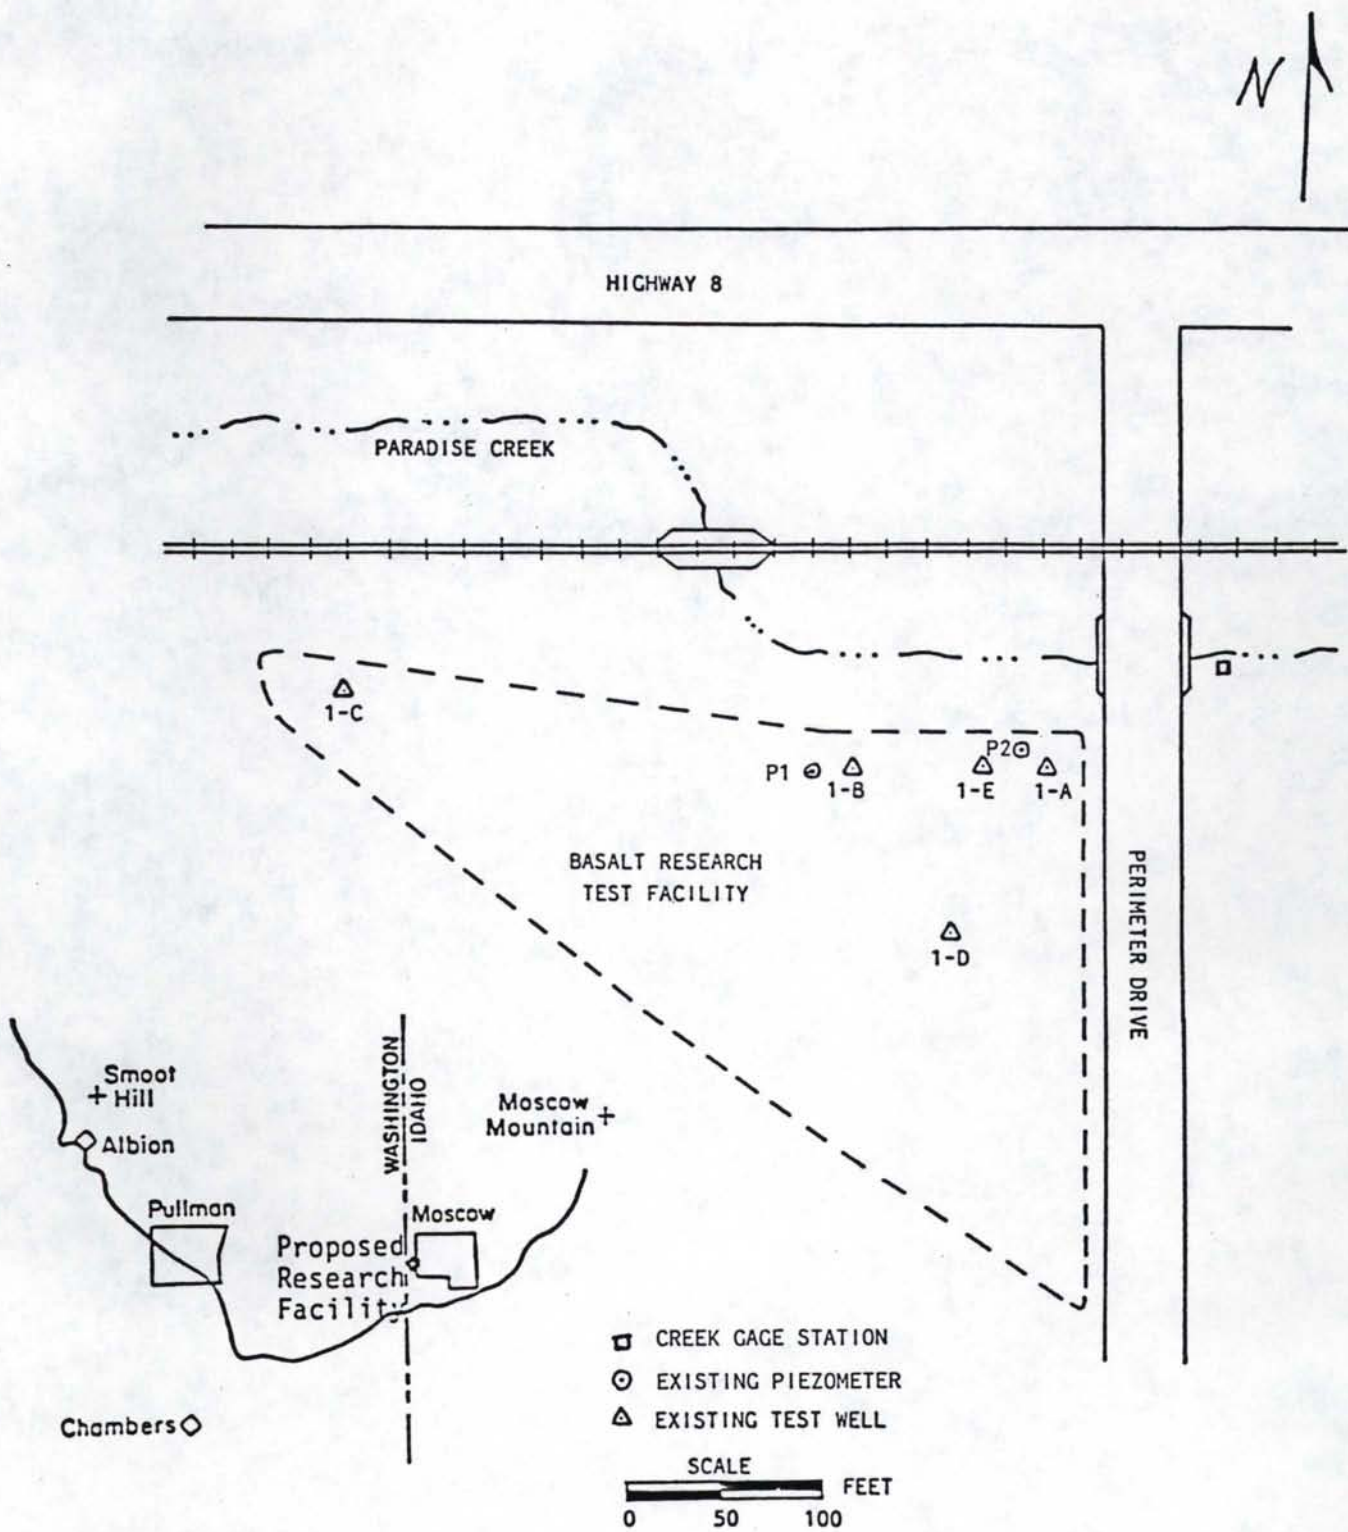 N
HIGHWAY 8
PARADISE CREEK
1-C
P2
P1
1-B
1-E
1-A
BASALT RESEARCH
TEST FACILITY
1-D
PERIMETER DRIVE
WASHINGTON
IDAHO
Smoot
Hill
Albion
Moscow
Mountain
Pullman
Moscow
Proposed
Research
Facility
Chambers
CREEK GAGE STATION
EXISTING PIEZOMETER
EXISTING TEST WELL
SCALE
FEET
0 50 100